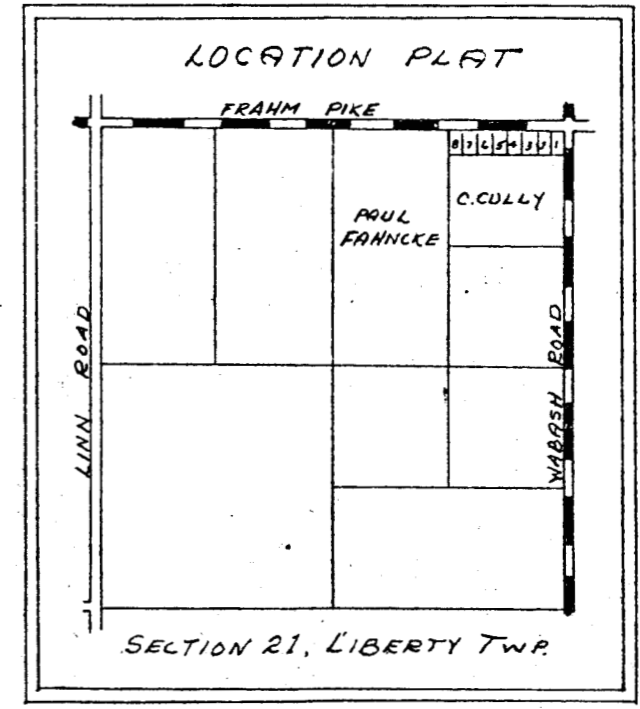 LOCATION PLAT
FRAHM PIKE
8 7 6 5 4 3 2 1
C. CULLY
PAUL
FAHNCKE
LINN ROAD
WABASH ROAD
SECTION 21, LIBERTY TWP.